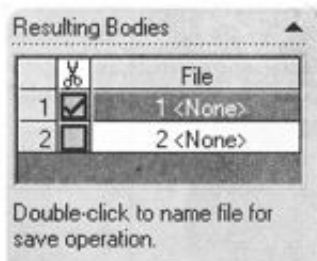 Resulting Bodies
File
1 1 <None>
2 2 <None>
Double-click to name file for
save operation.